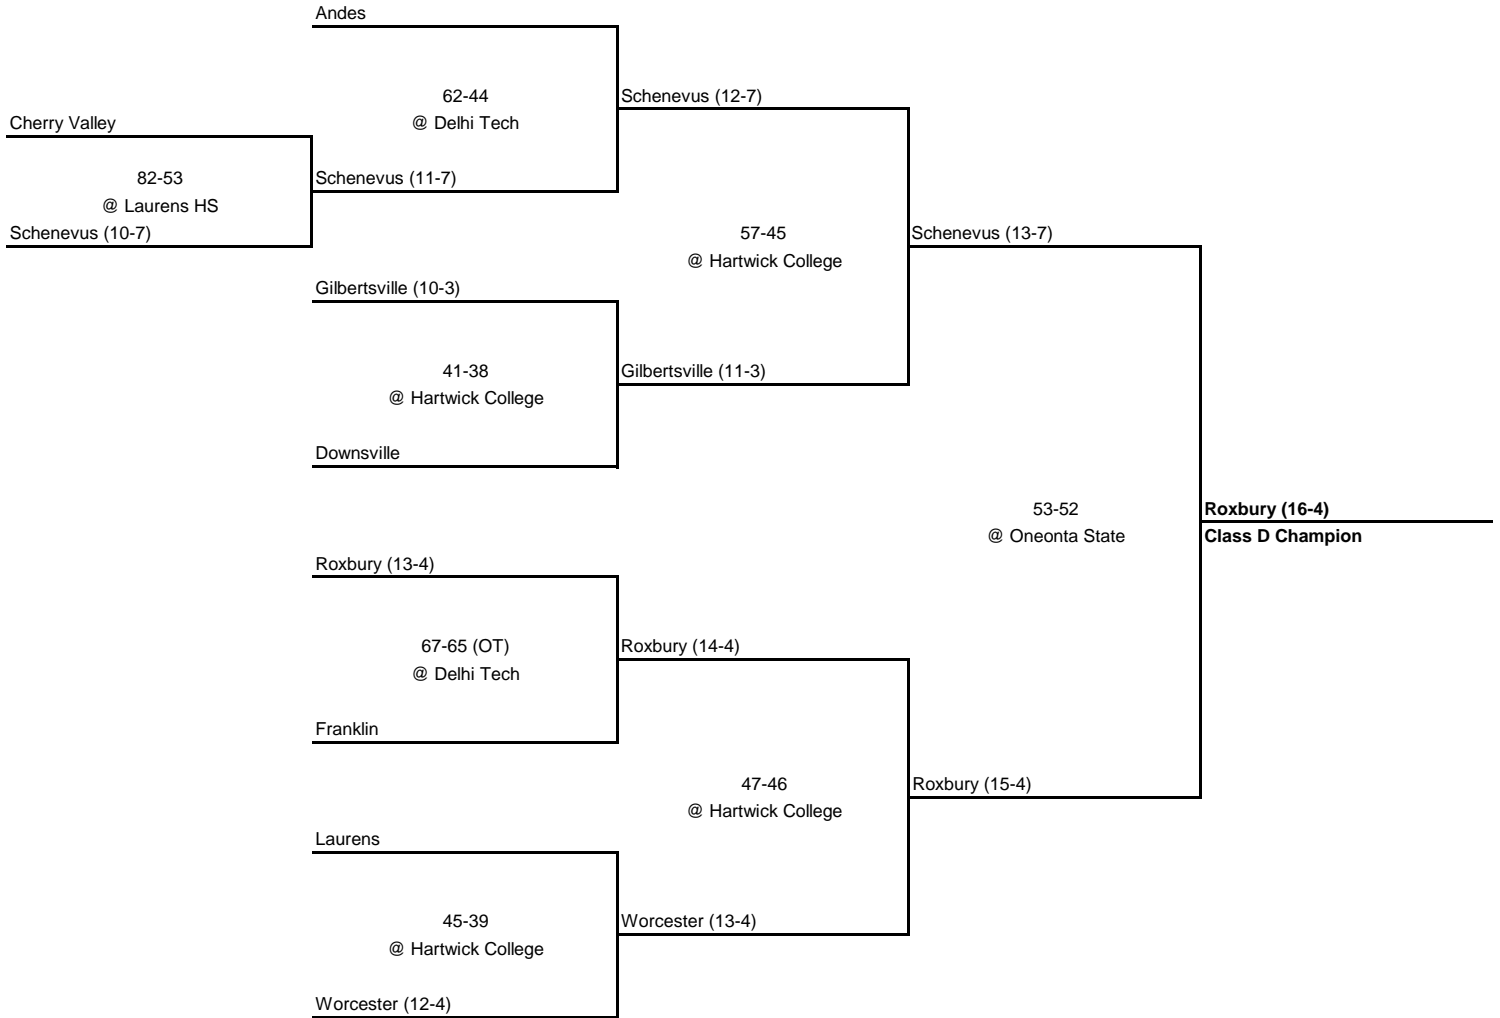 Andes
62-44
@ Delhi Tech
Schenevus (12-7)
Cherry Valley
82-53
@ Laurens HS
Schenevus (11-7)
Schenevus (10-7)
57-45
@ Hartwick College
Schenevus (13-7)
Gilbertsville (10-3)
41-38
@ Hartwick College
Gilbertsville (11-3)
Downsville
53-52
@ Oneonta State
Roxbury (16-4)
Class D Champion
Roxbury (13-4)
67-65 (OT)
@ Delhi Tech
Roxbury (14-4)
Franklin
47-46
@ Hartwick College
Roxbury (15-4)
Laurens
45-39
@ Hartwick College
Worcester (13-4)
Worcester (12-4)